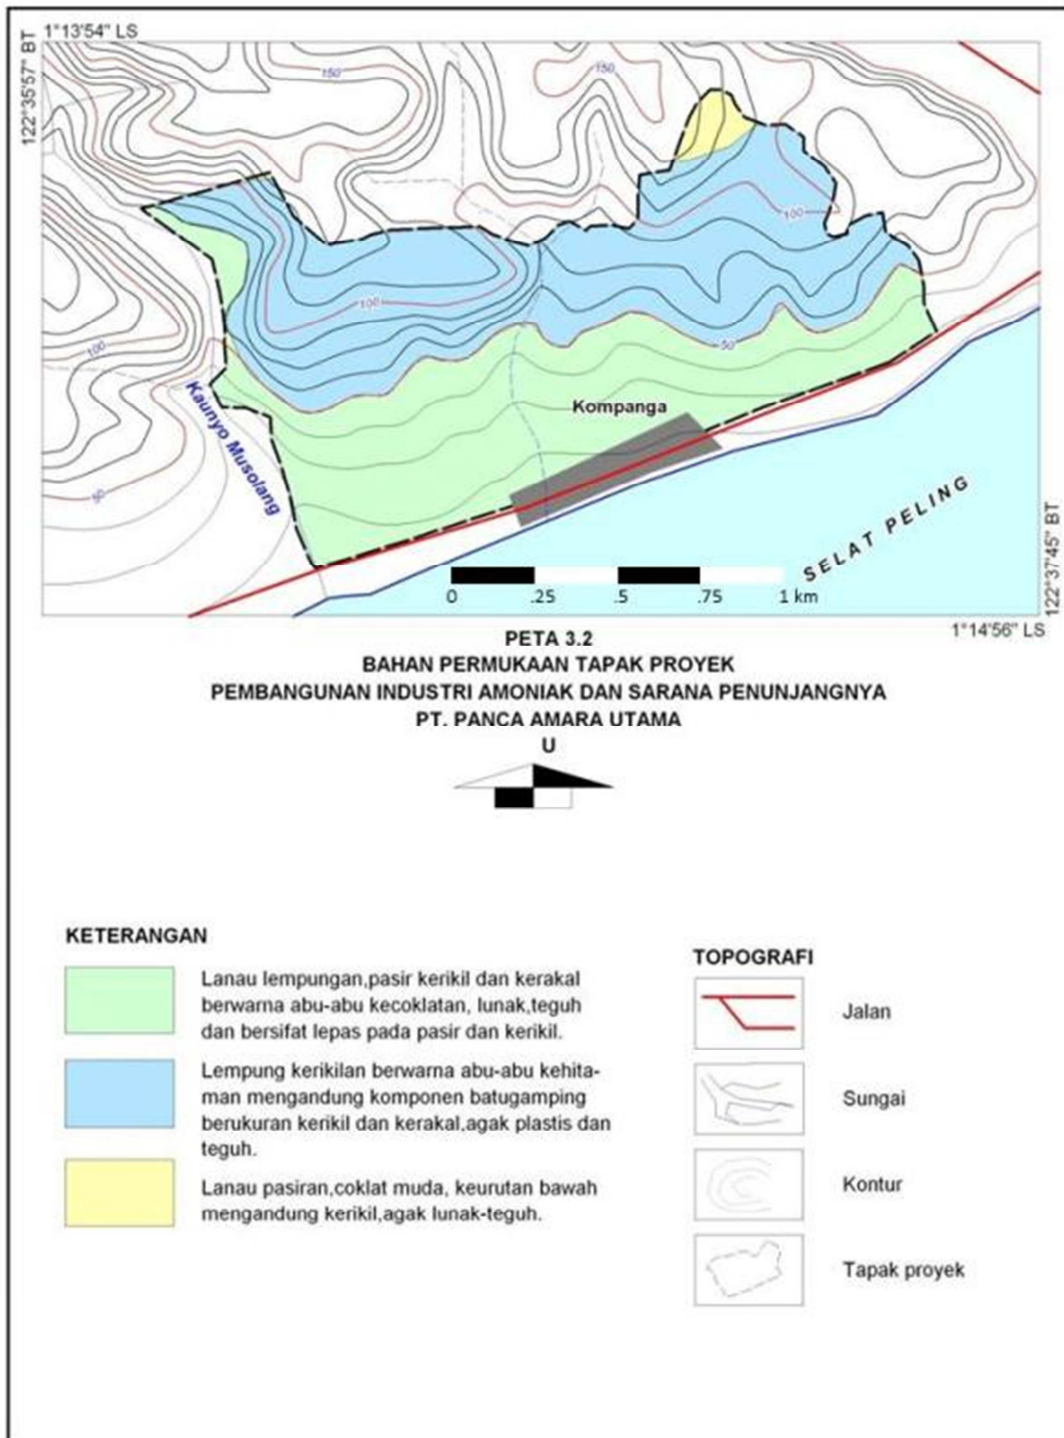 1°13'54" LS
122°35'57" BT
150
150
100
100
100
50
50
Kaunyo Musolang
Kompanga
SELAT PELING
0 .25 .5 .75 1 km
122°37'45" BT
1°14'56" LS
PETA 3.2
BAHAN PERMUKAAN TAPAK PROYEK
PEMBANGUNAN INDUSTRI AMONIAK DAN SARANA PENUNJANGNYA
PT. PANCA AMARA UTAMA
U
KETERANGAN
Lanau lempungan,pasir kerikil dan kerakal
berwarna abu-abu kecoklatan, lunak,teguh
dan bersifat lepas pada pasir dan kerikil.
Lempung kerikilan berwarna abu-abu kehita-
man mengandung komponen batugamping
berukuran kerikil dan kerakal,agak plastis dan
teguh.
Lanau pasiran,coklat muda, keurutan bawah
mengandung kerikil,agak lunak-teguh.
TOPOGRAFI
Jalan
Sungai
Kontur
Tapak proyek